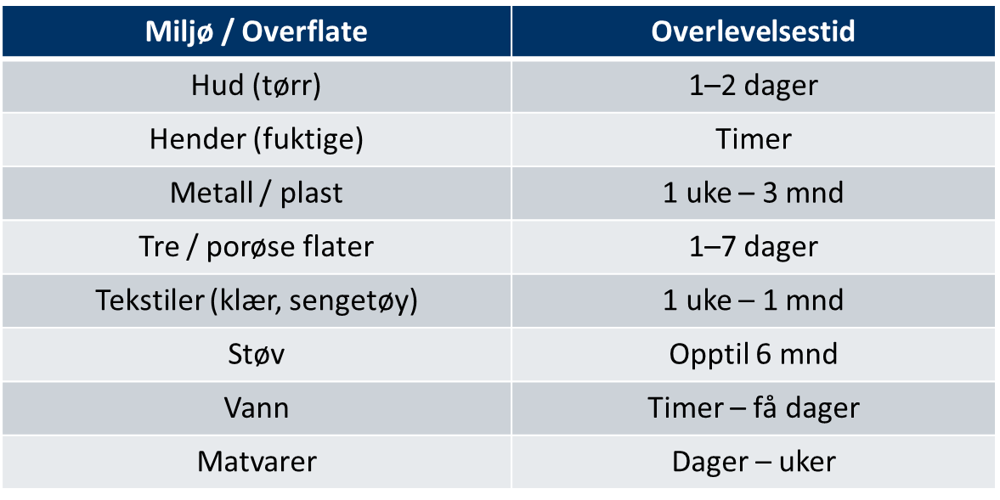 Miljø / Overflate Overlevelsestid
Hud (tørr) 1–2 dager
Hender (fuktige) Timer
Metall / plast 1 uke – 3 mnd
Tre / porøse flater 1–7 dager
Tekstiler (klær, sengetøy) 1 uke – 1 mnd
Støv Opptil 6 mnd
Vann Timer – få dager
Matvarer Dager – uker